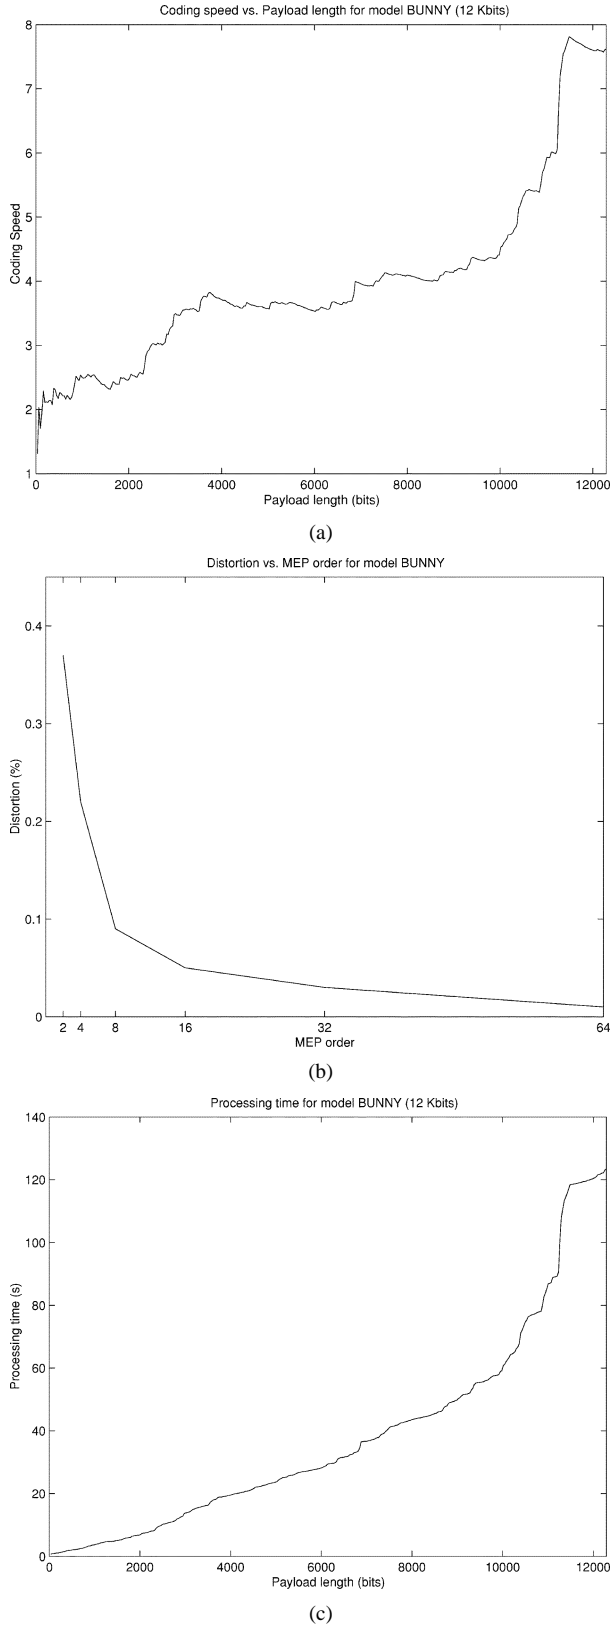 Coding speed vs. Payload length for model BUNNY (12 Kbits)
8
7
6
5
4
3
2
1
Coding Speed
0 2000 4000 6000 8000 10000 12000
Payload length (bits)
(a)
Distortion vs. MEP order for model BUNNY
0.4
0.3
0.2
0.1
0
Distortion (%)
2 4 8 16 32 64
MEP order
(b)
Processing time for model BUNNY (12 Kbits)
140
120
100
80
60
40
20
0
Processing time (s)
0 2000 4000 6000 8000 10000 12000
Payload length (bits)
(c)